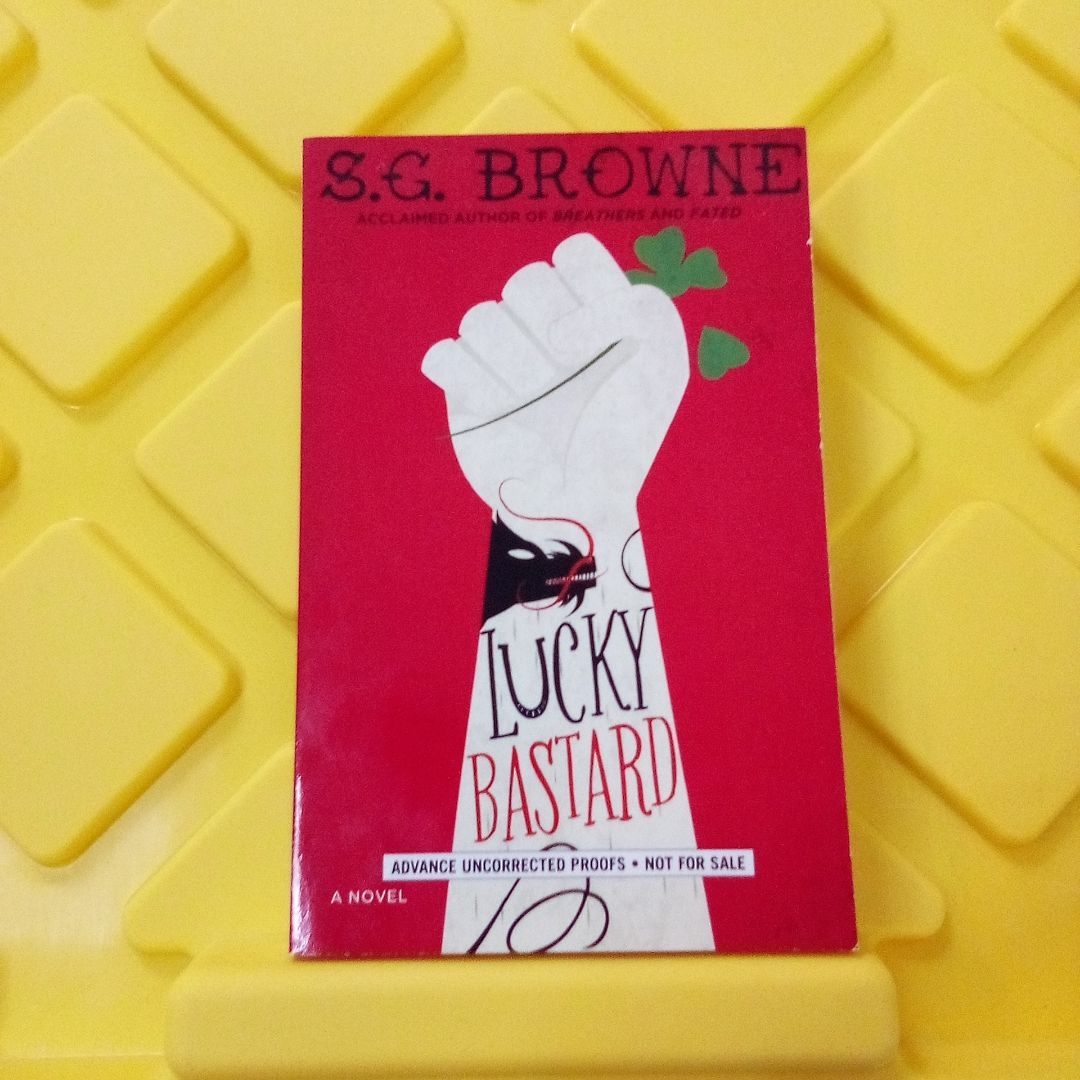 S.G. BROWNE
ACCLAIMED AUTHOR OF BREATHERS AND FATED
LUCKY
BASTARD
ADVANCE UNCORRECTED PROOFS • NOT FOR SALE
A NOVEL